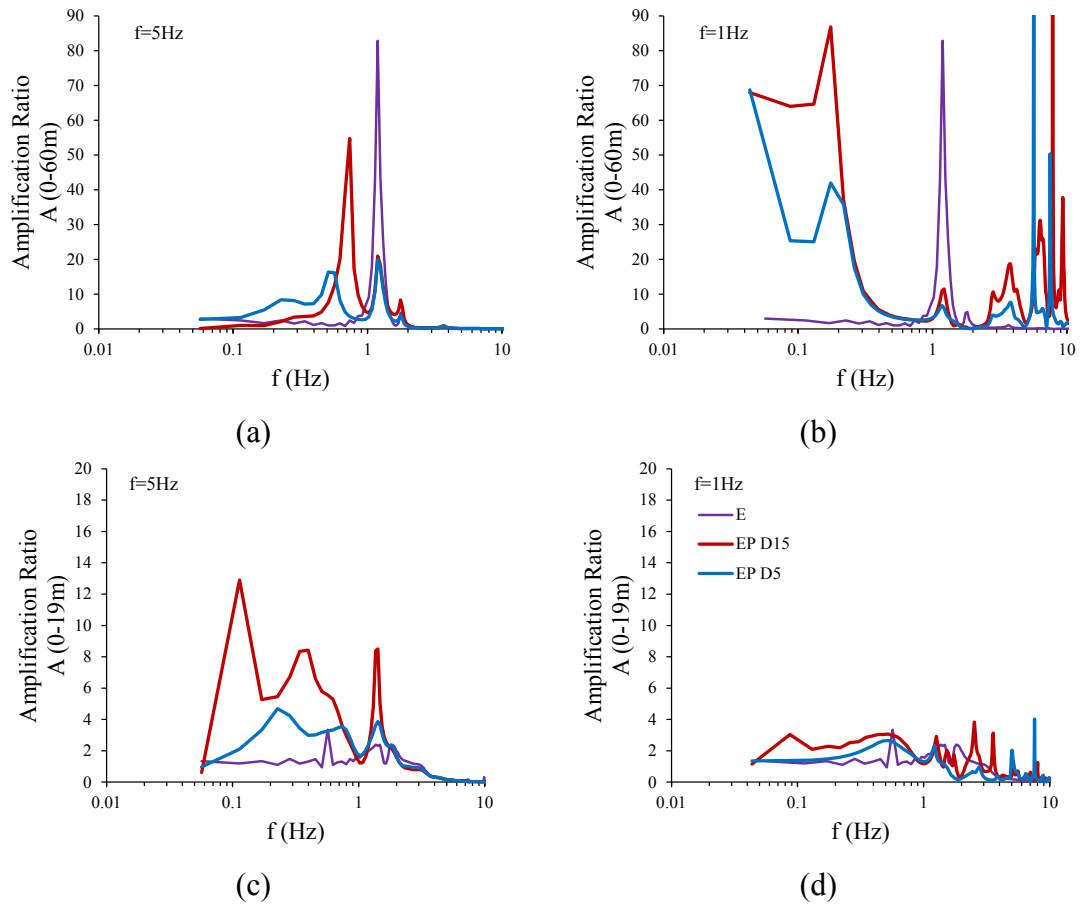 f=5Hz
Amplification Ratio
A (0-60m)
90
80
70
60
50
40
30
20
10
0
0.01
0.1
1
10
f (Hz)
(a)
f=1Hz
Amplification Ratio
A (0-60m)
90
80
70
60
50
40
30
20
10
0
0.01
0.1
1
10
f (Hz)
(b)
f=5Hz
Amplification Ratio
A (0-19m)
20
18
16
14
12
10
8
6
4
2
0
0.01
0.1
1
10
f (Hz)
(c)
f=1Hz
E
EP D15
EP D5
Amplification Ratio
A (0-19m)
20
18
16
14
12
10
8
6
4
2
0
0.01
0.1
1
10
f (Hz)
(d)